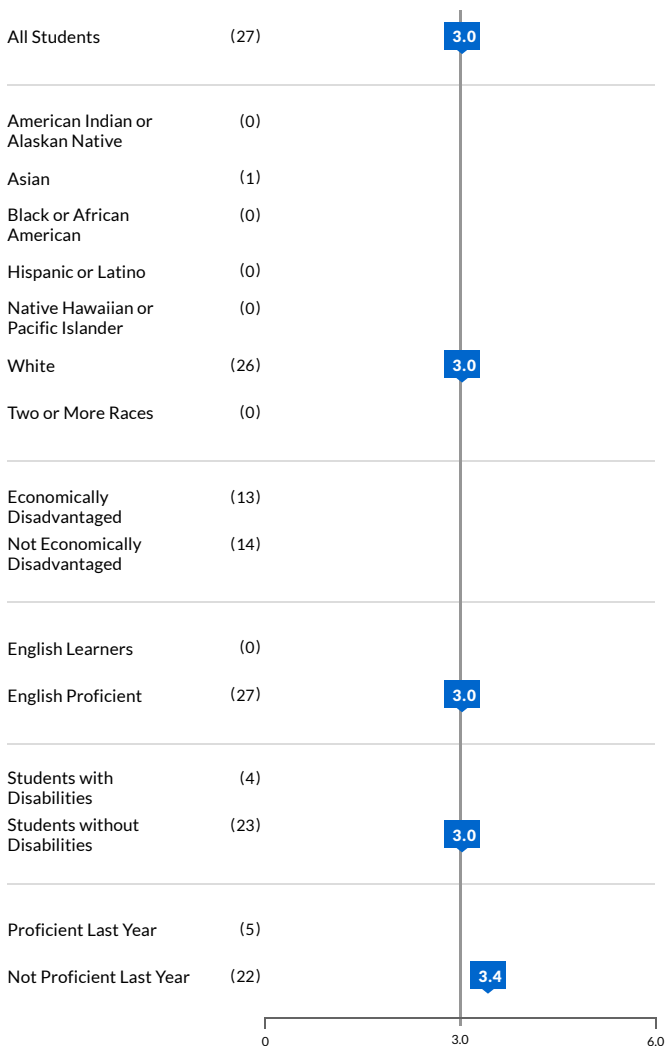 All Students (27) 3.0
American Indian or
Alaskan Native (0)
Asian (1)
Black or African
American (0)
Hispanic or Latino (0)
Native Hawaiian or
Pacific Islander (0)
White (26) 3.0
Two or More Races (0)
Economically
Disadvantaged (13)
Not Economically
Disadvantaged (14)
English Learners (0)
English Proficient (27) 3.0
Students with
Disabilities (4)
Students without
Disabilities (23) 3.0
Proficient Last Year (5)
Not Proficient Last Year (22) 3.4
0 3.0 6.0